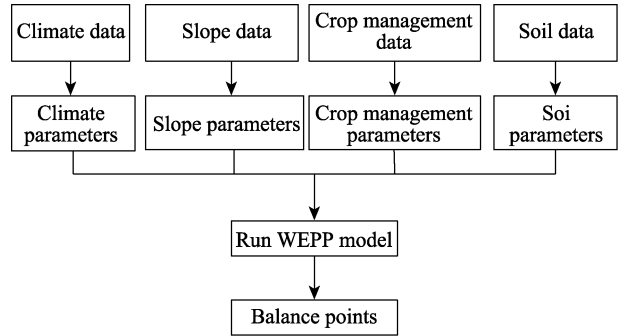 Climate data
Slope data
Crop management
data
Soil data
Climate
parameters
Slope parameters
Crop management
parameters
Soi
parameters
Run WEPP model
Balance points